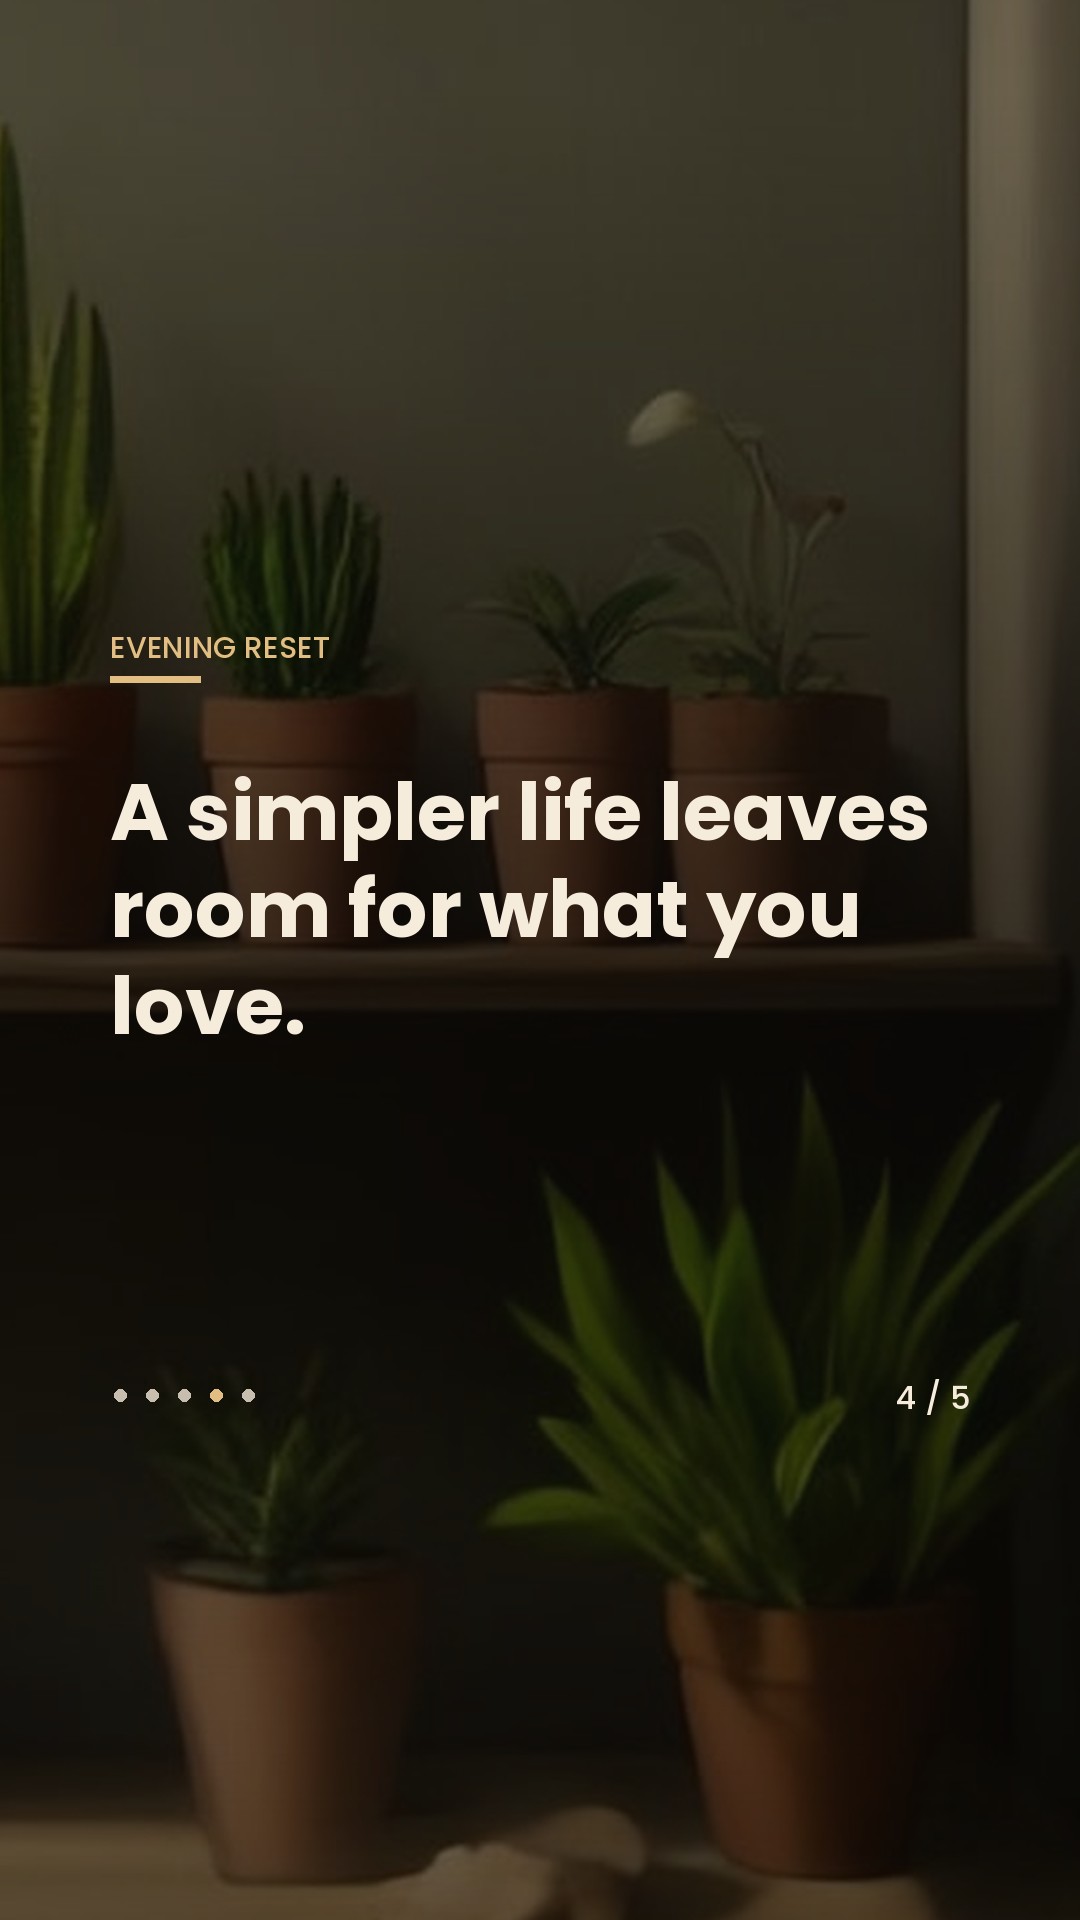 EVENING RESET
A simpler life leaves
room for what you
love.
4 / 5